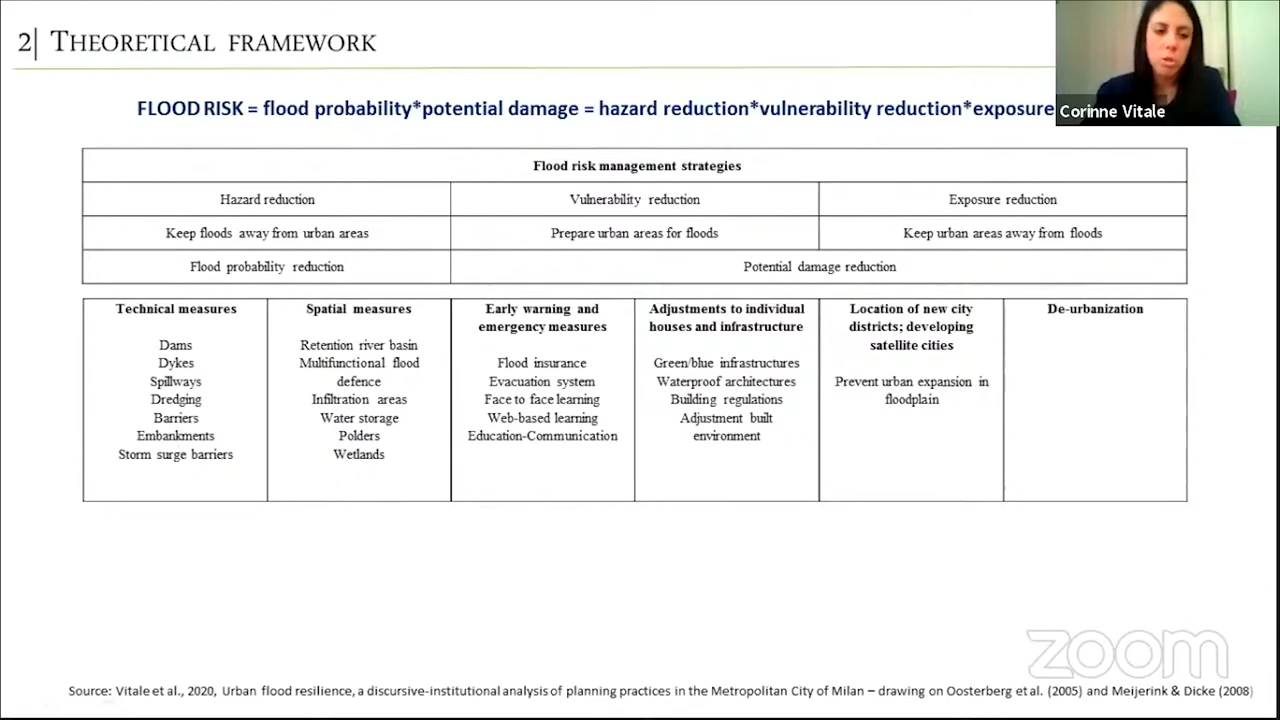 2| THEORETICAL FRAMEWORK
Corinne Vitale
FLOOD RISK = flood probability*potential damage = hazard reduction*vulnerability reduction*exposure
Flood risk management strategies
Hazard reduction
Vulnerability reduction
Exposure reduction
Keep floods away from urban areas
Prepare urban areas for floods
Keep urban areas away from floods
Flood probability reduction
Potential damage reduction
Technical measures
Dams
Dykes
Spillways
Dredging
Barriers
Embankments
Storm surge barriers
Spatial measures
Retention river basin
Multifunctional flood
defence
Infiltration areas
Water storage
Polders
Wetlands
Early warning and
emergency measures
Flood insurance
Evacuation system
Face to face learning
Web-based learning
Education-Communication
Adjustments to individual
houses and infrastructure
Green/blue infrastructures
Waterproof architectures
Building regulations
Adjustment built
environment
Location of new city
districts; developing
satellite cities
Prevent urban expansion in
floodplain
De-urbanization
zoom
Source: Vitale et al., 2020, Urban flood resilience, a discursive-institutional analysis of planning practices in the Metropolitan City of Milan – drawing on Oosterberg et al. (2005) and Meijerink & Dicke (2008)